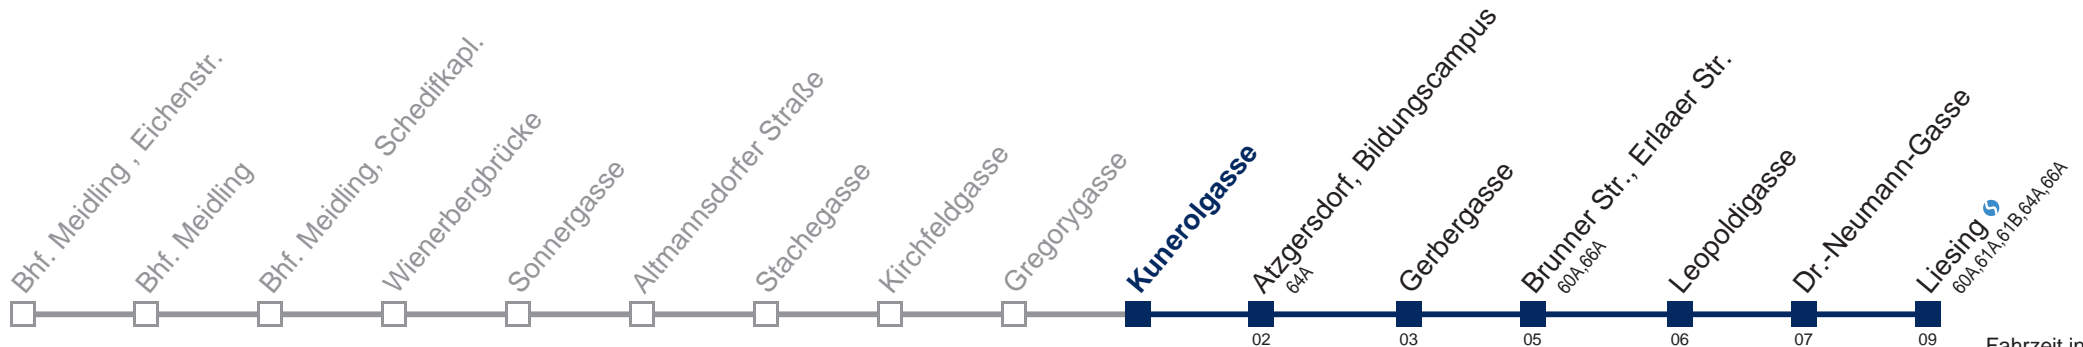 Bhf. Meidling , Eichenstr.
Bhf. Meidling
Bhf. Meidling, Schedifkapl.
Wienerbergbrücke
Sonnergasse
Altmannsdorfer Straße
Stachegasse
Kirchfeldgasse
Gregorygasse
Kunerolgasse
Atzgersdorf, Bildungscampus
64A
Gerbergasse
Brunner Str., Erlaaer Str.
60A,66A
Leopoldigasse
Dr.-Neumann-Gasse
Liesing
60A,61A,61B,64A,66A
02
03
05
06
07
09
Fahrzeit in